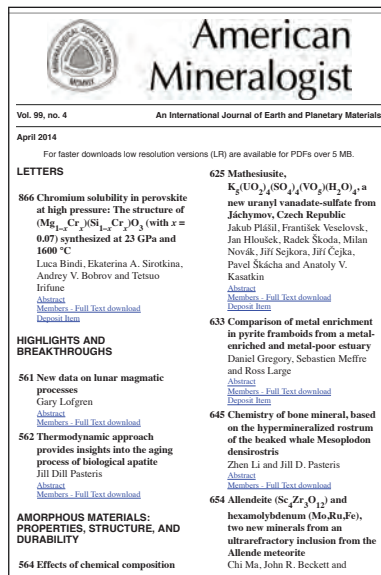 American
Mineralogist
Vol. 99, no. 4 An International Journal of Earth and Planetary Materials
April 2014
For faster downloads low resolution versions (LR) are available for PDFs over 5 MB.
LETTERS
866 Chromium solubility in perovskite
at high pressure: The structure of
(Mg1–xCrx)(Si1–xCrx)O3 (with x =
0.07) synthesized at 23 GPa and
1600 °C
Luca Bindi, Ekaterina A. Sirotkina,
Andrey V. Bobrov and Tetsuo
Irifune
Abstract
Members - Full Text download
Deposit Item
HIGHLIGHTS AND
BREAKTHROUGHS
561 New data on lunar magmatic
processes
Gary Lofgren
Abstract
Members - Full Text download
562 Thermodynamic approach
provides insights into the aging
process of biological apatite
Jill Dill Pasteris
Abstract
Members - Full Text download
AMORPHOUS MATERIALS:
PROPERTIES, STRUCTURE, AND
DURABILITY
564 Effects of chemical composition
625 Mathesiusite,
K5(UO2)4(SO4)4(VO5)(H2O)4, a
new uranyl vanadate-sulfate from
Jáchymov, Czech Republic
Jakub Plášil, František Veselovsk,
Jan Hloušek, Radek Škoda, Milan
Novák, Jiří Sejkora, Jiří Čejka,
Pavel Škácha and Anatoly V.
Kasatkin
Abstract
Members - Full Text download
Deposit Item
633 Comparison of metal enrichment
in pyrite framboids from a metal-
enriched and metal-poor estuary
Daniel Gregory, Sebastien Meffre
and Ross Large
Abstract
Members - Full Text download
Deposit Item
645 Chemistry of bone mineral, based
on the hypermineralized rostrum
of the beaked whale Mesoplodon
densirostris
Zhen Li and Jill D. Pasteris
Abstract
Members - Full Text download
654 Allendeite (Sc4Zr3O12) and
hexamolybdenum (Mo,Ru,Fe),
two new minerals from an
ultrarefractory inclusion from the
Allende meteorite
Chi Ma, John R. Beckett and